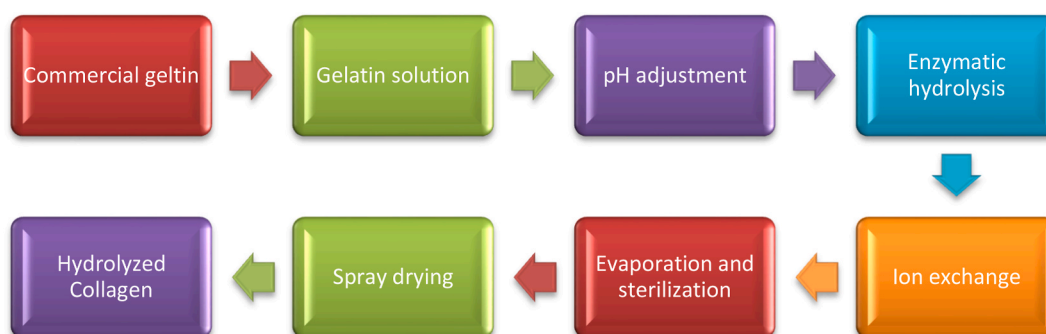 Commercial geltin
Gelatin solution
pH adjustment
Enzymatic
hydrolysis
Ion exchange
Evaporation and
sterilization
Spray drying
Hydrolyzed
Collagen